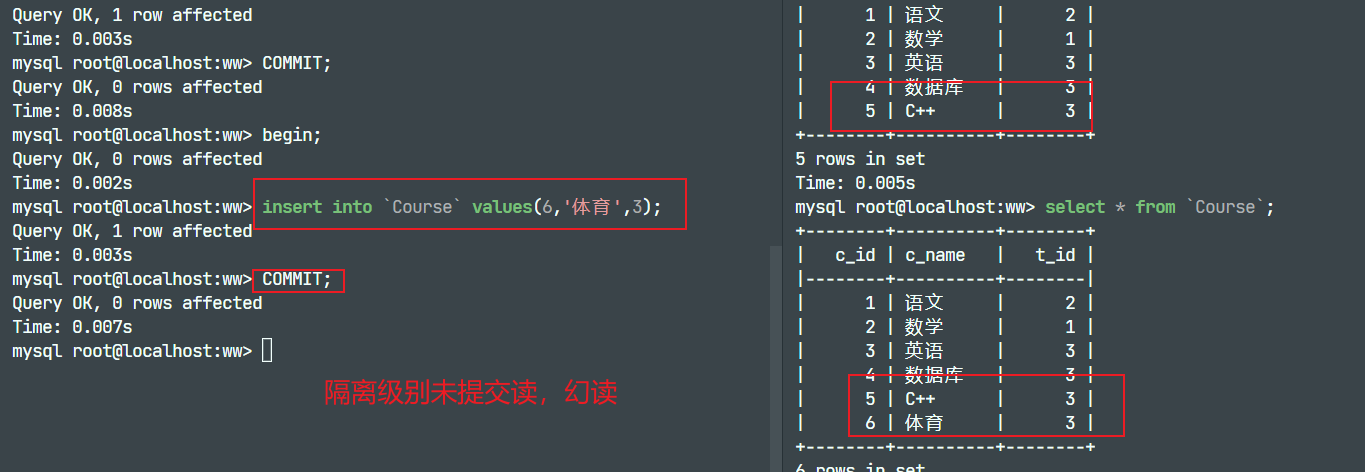 Query OK, 1 row affected
Time: 0.003s
mysql root@localhost:ww> COMMIT;
Query OK, 0 rows affected
Time: 0.008s
mysql root@localhost:ww> begin;
Query OK, 0 rows affected
Time: 0.002s
mysql root@localhost:ww> insert into `Course` values(6,'体育',3);
Query OK, 1 row affected
Time: 0.003s
mysql root@localhost:ww> COMMIT;
Query OK, 0 rows affected
Time: 0.007s
mysql root@localhost:ww>
隔离级别未提交读，幻读
| 1 | 语文 | 2 |
| 2 | 数学 | 1 |
| 3 | 英语 | 3 |
| 4 | 数据库 | 3 |
| 5 | C++ | 3 |
+--------+----------+--------+
5 rows in set
Time: 0.005s
mysql root@localhost:ww> select * from `Course`;
+--------+----------+--------+
| c_id | c_name | t_id |
|--------+----------+--------|
| 1 | 语文 | 2 |
| 2 | 数学 | 1 |
| 3 | 英语 | 3 |
| 4 | 数据库 | 3 |
| 5 | C++ | 3 |
| 6 | 体育 | 3 |
+--------+----------+--------+
6 rows in set